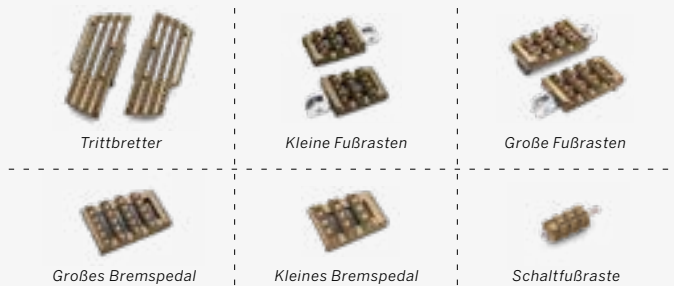 Trittbretter
Kleine Fußrasten
Große Fußrasten
Großes Bremspedal
Kleines Bremspedal
Schaltfußraste